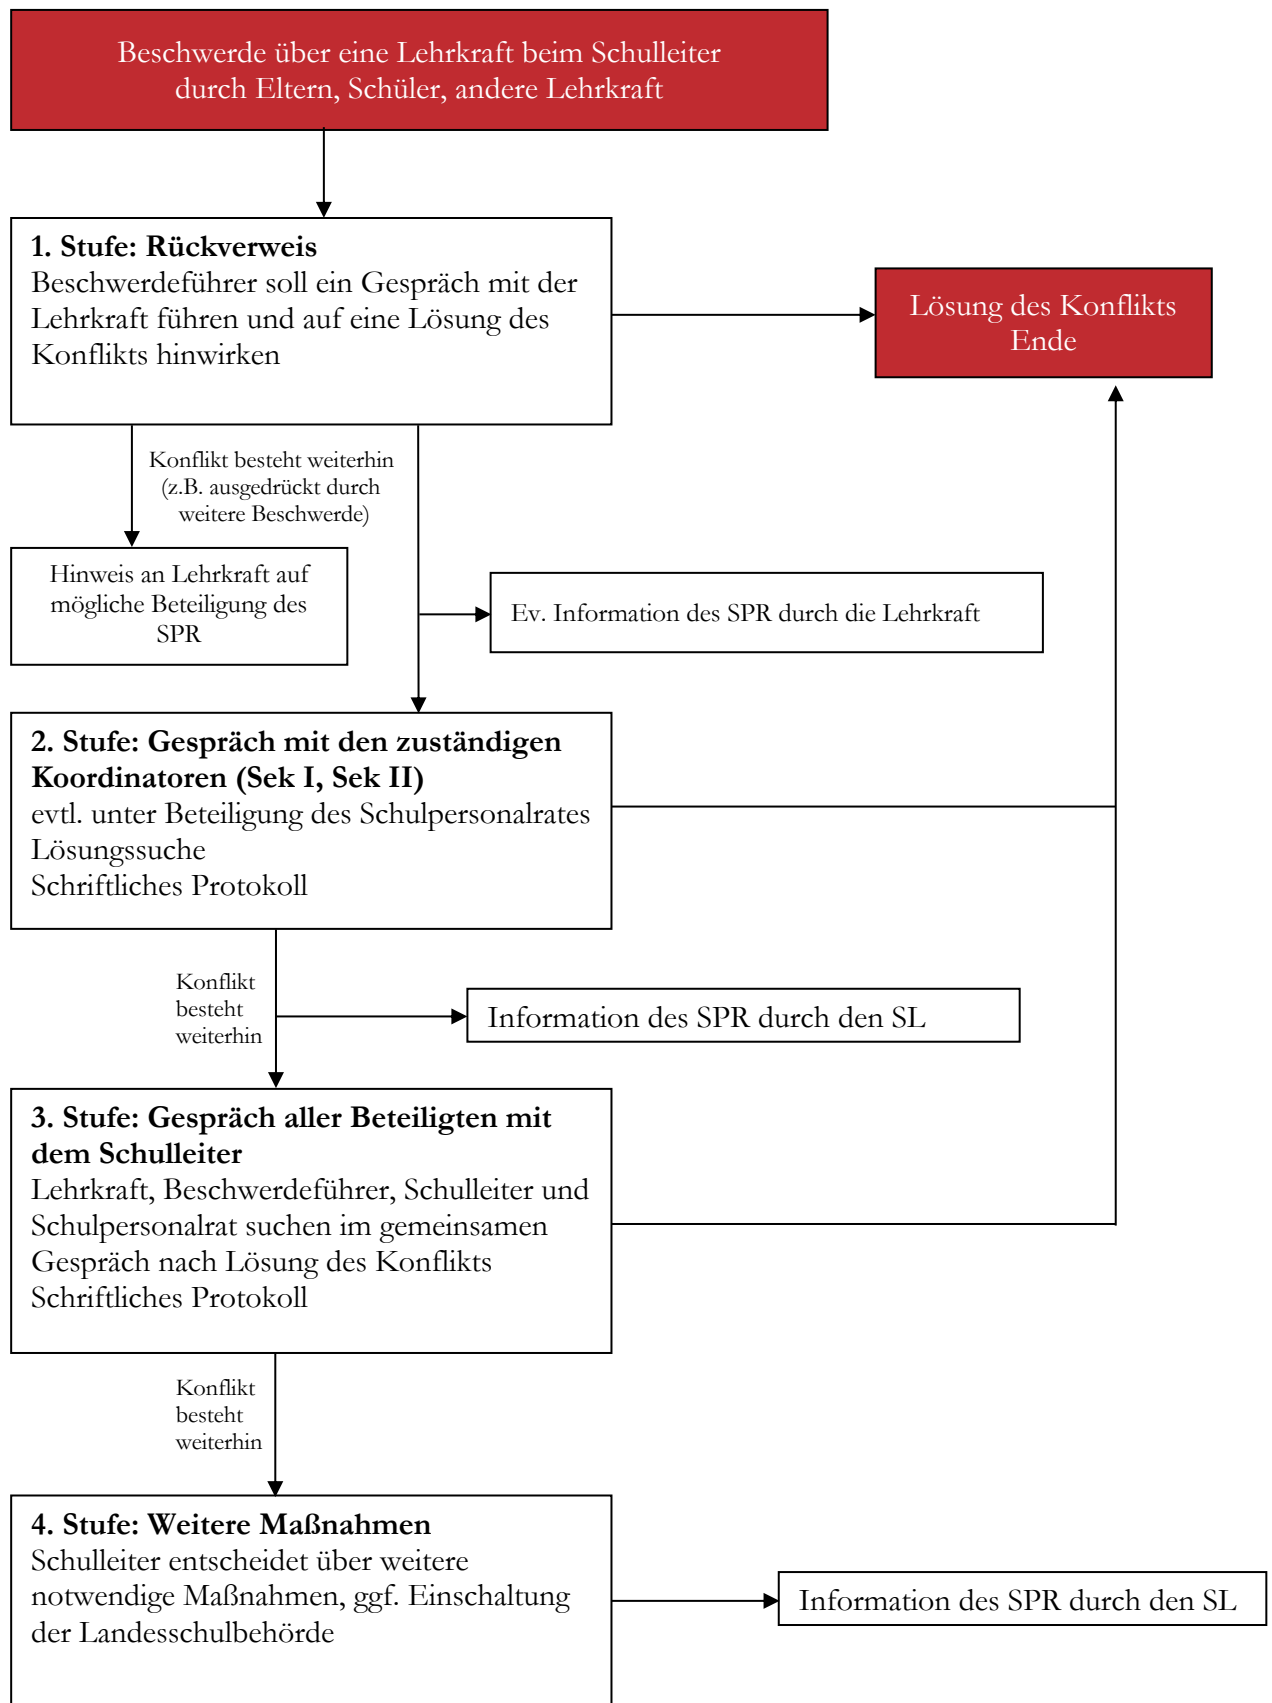 Beschwerde über eine Lehrkraft beim Schulleiter
durch Eltern, Schüler, andere Lehrkraft
1. Stufe: Rückverweis
Beschwerdeführer soll ein Gespräch mit der
Lehrkraft führen und auf eine Lösung des
Konflikts hinwirken
Lösung des Konflikts
Ende
Konflikt besteht weiterhin
(z.B. ausgedrückt durch
weitere Beschwerde)
Hinweis an Lehrkraft auf
mögliche Beteiligung des
SPR
Ev. Information des SPR durch die Lehrkraft
2. Stufe: Gespräch mit den zuständigen
Koordinatoren (Sek I, Sek II)
evtl. unter Beteiligung des Schulpersonalrates
Lösungssuche
Schriftliches Protokoll
Konflikt
besteht
weiterhin
Information des SPR durch den SL
3. Stufe: Gespräch aller Beteiligten mit
dem Schulleiter
Lehrkraft, Beschwerdeführer, Schulleiter und
Schulpersonalrat suchen im gemeinsamen
Gespräch nach Lösung des Konflikts
Schriftliches Protokoll
Konflikt
besteht
weiterhin
4. Stufe: Weitere Maßnahmen
Schulleiter entscheidet über weitere
notwendige Maßnahmen, ggf. Einschaltung
der Landesschulbehörde
Information des SPR durch den SL